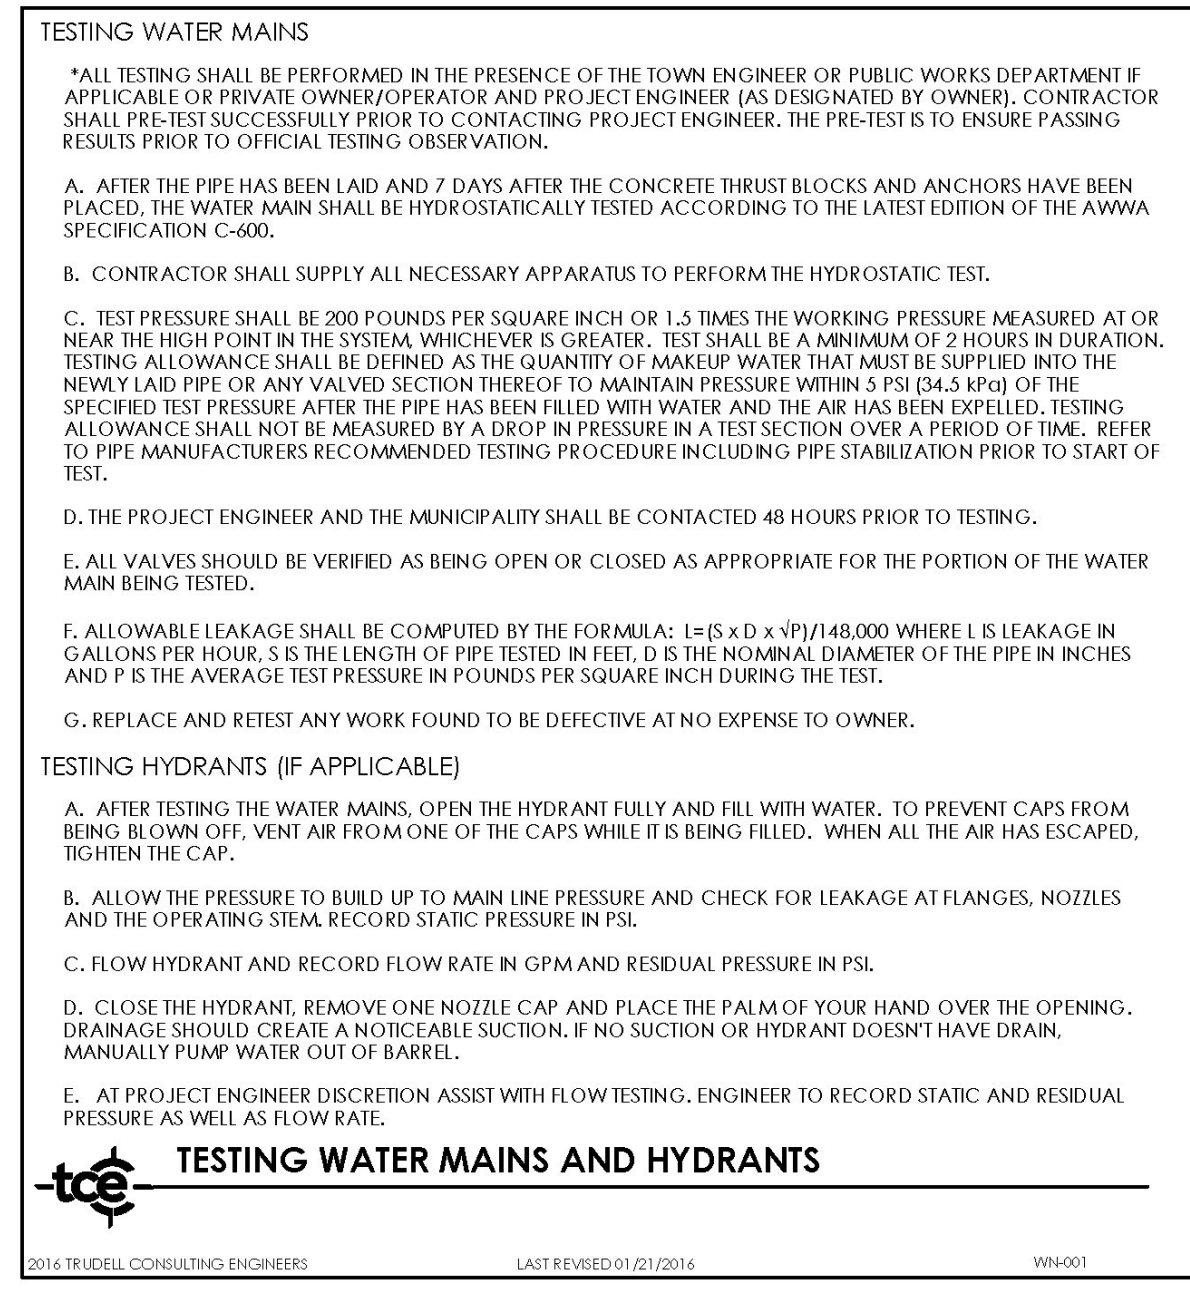 TESTING WATER MAINS
*ALL TESTING SHALL BE PERFORMED IN THE PRESENCE OF THE TOWN ENGINEER OR PUBLIC WORKS DEPARTMENT IF
APPLICABLE OR PRIVATE OWNER/OPERATOR AND PROJECT ENGINEER (AS DESIGNATED BY OWNER). CONTRACTOR
SHALL PRE-TEST SUCCESSFULLY PRIOR TO CONTACTING PROJECT ENGINEER. THE PRE-TEST IS TO ENSURE PASSING
RESULTS PRIOR TO OFFICIAL TESTING OBSERVATION.
A. AFTER THE PIPE HAS BEEN LAID AND 7 DAYS AFTER THE CONCRETE THRUST BLOCKS AND ANCHORS HAVE BEEN
PLACED, THE WATER MAIN SHALL BE HYDROSTATICALLY TESTED ACCORDING TO THE LATEST EDITION OF THE AWWA
SPECIFICATION C-600.
B. CONTRACTOR SHALL SUPPLY ALL NECESSARY APPARATUS TO PERFORM THE HYDROSTATIC TEST.
C. TEST PRESSURE SHALL BE 200 POUNDS PER SQUARE INCH OR 1.5 TIMES THE WORKING PRESSURE MEASURED AT OR
NEAR THE HIGH POINT IN THE SYSTEM, WHICHEVER IS GREATER. TEST SHALL BE A MINIMUM OF 2 HOURS IN DURATION.
TESTING ALLOWANCE SHALL BE DEFINED AS THE QUANTITY OF MAKEUP WATER THAT MUST BE SUPPLIED INTO THE
NEWLY LAID PIPE OR ANY VALVED SECTION THEREOF TO MAINTAIN PRESSURE WITHIN 5 PSI (34.5 kPa) OF THE
SPECIFIED TEST PRESSURE AFTER THE PIPE HAS BEEN FILLED WITH WATER AND THE AIR HAS BEEN EXPELLED. TESTING
ALLOWANCE SHALL NOT BE MEASURED BY A DROP IN PRESSURE IN A TEST SECTION OVER A PERIOD OF TIME. REFER
TO PIPE MANUFACTURERS RECOMMENDED TESTING PROCEDURE INCLUDING PIPE STABILIZATION PRIOR TO START OF
TEST.
D. THE PROJECT ENGINEER AND THE MUNICIPALITY SHALL BE CONTACTED 48 HOURS PRIOR TO TESTING.
E. ALL VALVES SHOULD BE VERIFIED AS BEING OPEN OR CLOSED AS APPROPRIATE FOR THE PORTION OF THE WATER
MAIN BEING TESTED.
F. ALLOWABLE LEAKAGE SHALL BE COMPUTED BY THE FORMULA: L=(S x D x √P)/148,000 WHERE L IS LEAKAGE IN
GALLONS PER HOUR, S IS THE LENGTH OF PIPE TESTED IN FEET, D IS THE NOMINAL DIAMETER OF THE PIPE IN INCHES
AND P IS THE AVERAGE TEST PRESSURE IN POUNDS PER SQUARE INCH DURING THE TEST.
G. REPLACE AND RETEST ANY WORK FOUND TO BE DEFECTIVE AT NO EXPENSE TO OWNER.
TESTING HYDRANTS (IF APPLICABLE)
A. AFTER TESTING THE WATER MAINS, OPEN THE HYDRANT FULLY AND FILL WITH WATER. TO PREVENT CAPS FROM
BEING BLOWN OFF, VENT AIR FROM ONE OF THE CAPS WHILE IT IS BEING FILLED. WHEN ALL THE AIR HAS ESCAPED,
TIGHTEN THE CAP.
B. ALLOW THE PRESSURE TO BUILD UP TO MAIN LINE PRESSURE AND CHECK FOR LEAKAGE AT FLANGES, NOZZLES
AND THE OPERATING STEM. RECORD STATIC PRESSURE IN PSI.
C. FLOW HYDRANT AND RECORD FLOW RATE IN GPM AND RESIDUAL PRESSURE IN PSI.
D. CLOSE THE HYDRANT, REMOVE ONE NOZZLE CAP AND PLACE THE PALM OF YOUR HAND OVER THE OPENING.
DRAINAGE SHOULD CREATE A NOTICEABLE SUCTION. IF NO SUCTION OR HYDRANT DOESN'T HAVE DRAIN,
MANUALLY PUMP WATER OUT OF BARREL.
E. AT PROJECT ENGINEER DISCRETION ASSIST WITH FLOW TESTING. ENGINEER TO RECORD STATIC AND RESIDUAL
PRESSURE AS WELL AS FLOW RATE.
tce
TESTING WATER MAINS AND HYDRANTS
2016 TRUDELL CONSULTING ENGINEERS
LAST REVISED 01/21/2016
WN-001